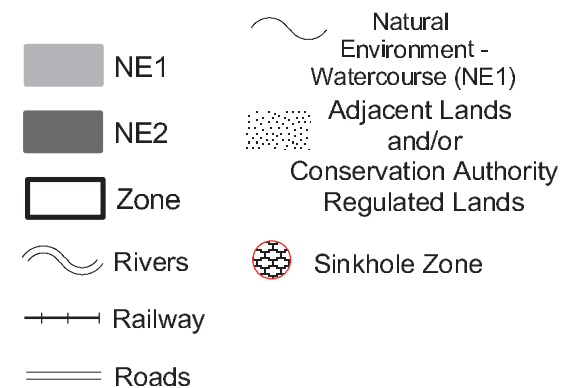 NE1
NE2
Zone
Rivers
Railway
Roads
Natural
Environment -
Watercourse (NE1)
Adjacent Lands
and/or
Conservation Authority
Regulated Lands
Sinkhole Zone